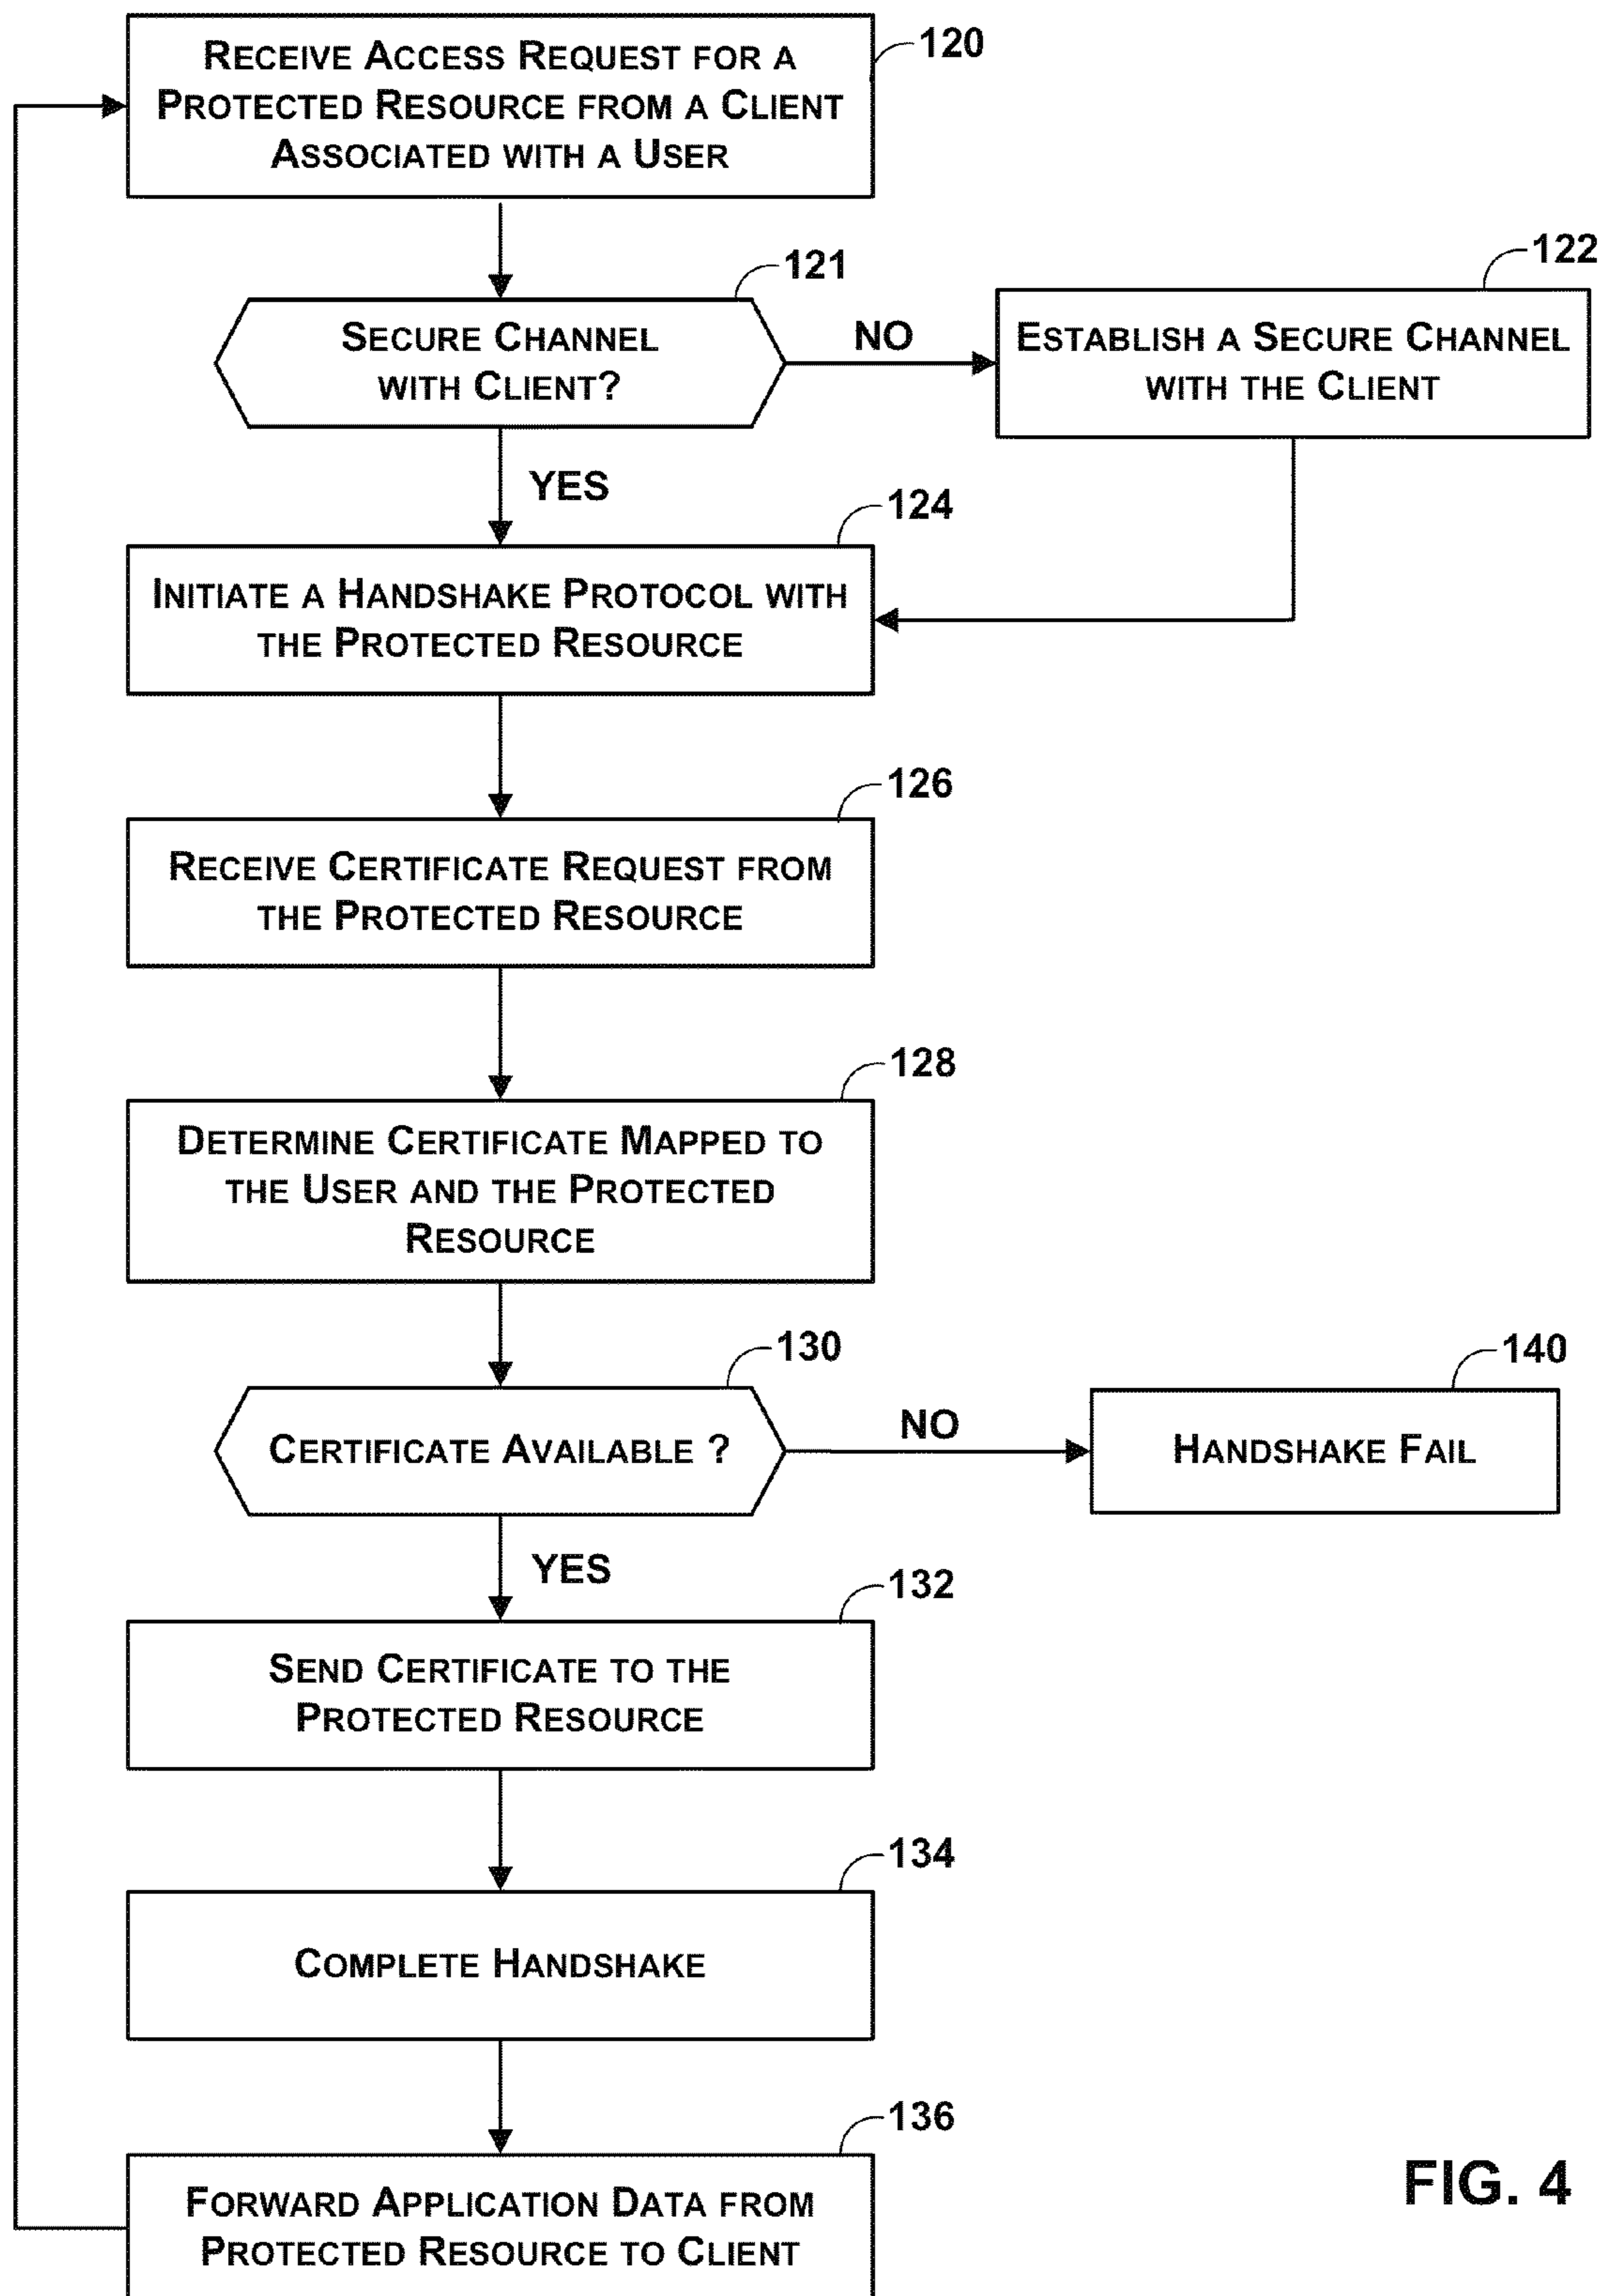 RECEIVE ACCESS REQUEST FOR A
PROTECTED RESOURCE FROM A CLIENT
ASSOCIATED WITH A USER
120
121
SECURE CHANNEL
WITH CLIENT?
NO
122
ESTABLISH A SECURE CHANNEL
WITH THE CLIENT
YES
124
INITIATE A HANDSHAKE PROTOCOL WITH
THE PROTECTED RESOURCE
126
RECEIVE CERTIFICATE REQUEST FROM
THE PROTECTED RESOURCE
128
DETERMINE CERTIFICATE MAPPED TO
THE USER AND THE PROTECTED
RESOURCE
130
CERTIFICATE AVAILABLE ?
NO
140
HANDSHAKE FAIL
YES
132
SEND CERTIFICATE TO THE
PROTECTED RESOURCE
134
COMPLETE HANDSHAKE
136
FORWARD APPLICATION DATA FROM
PROTECTED RESOURCE TO CLIENT
FIG. 4